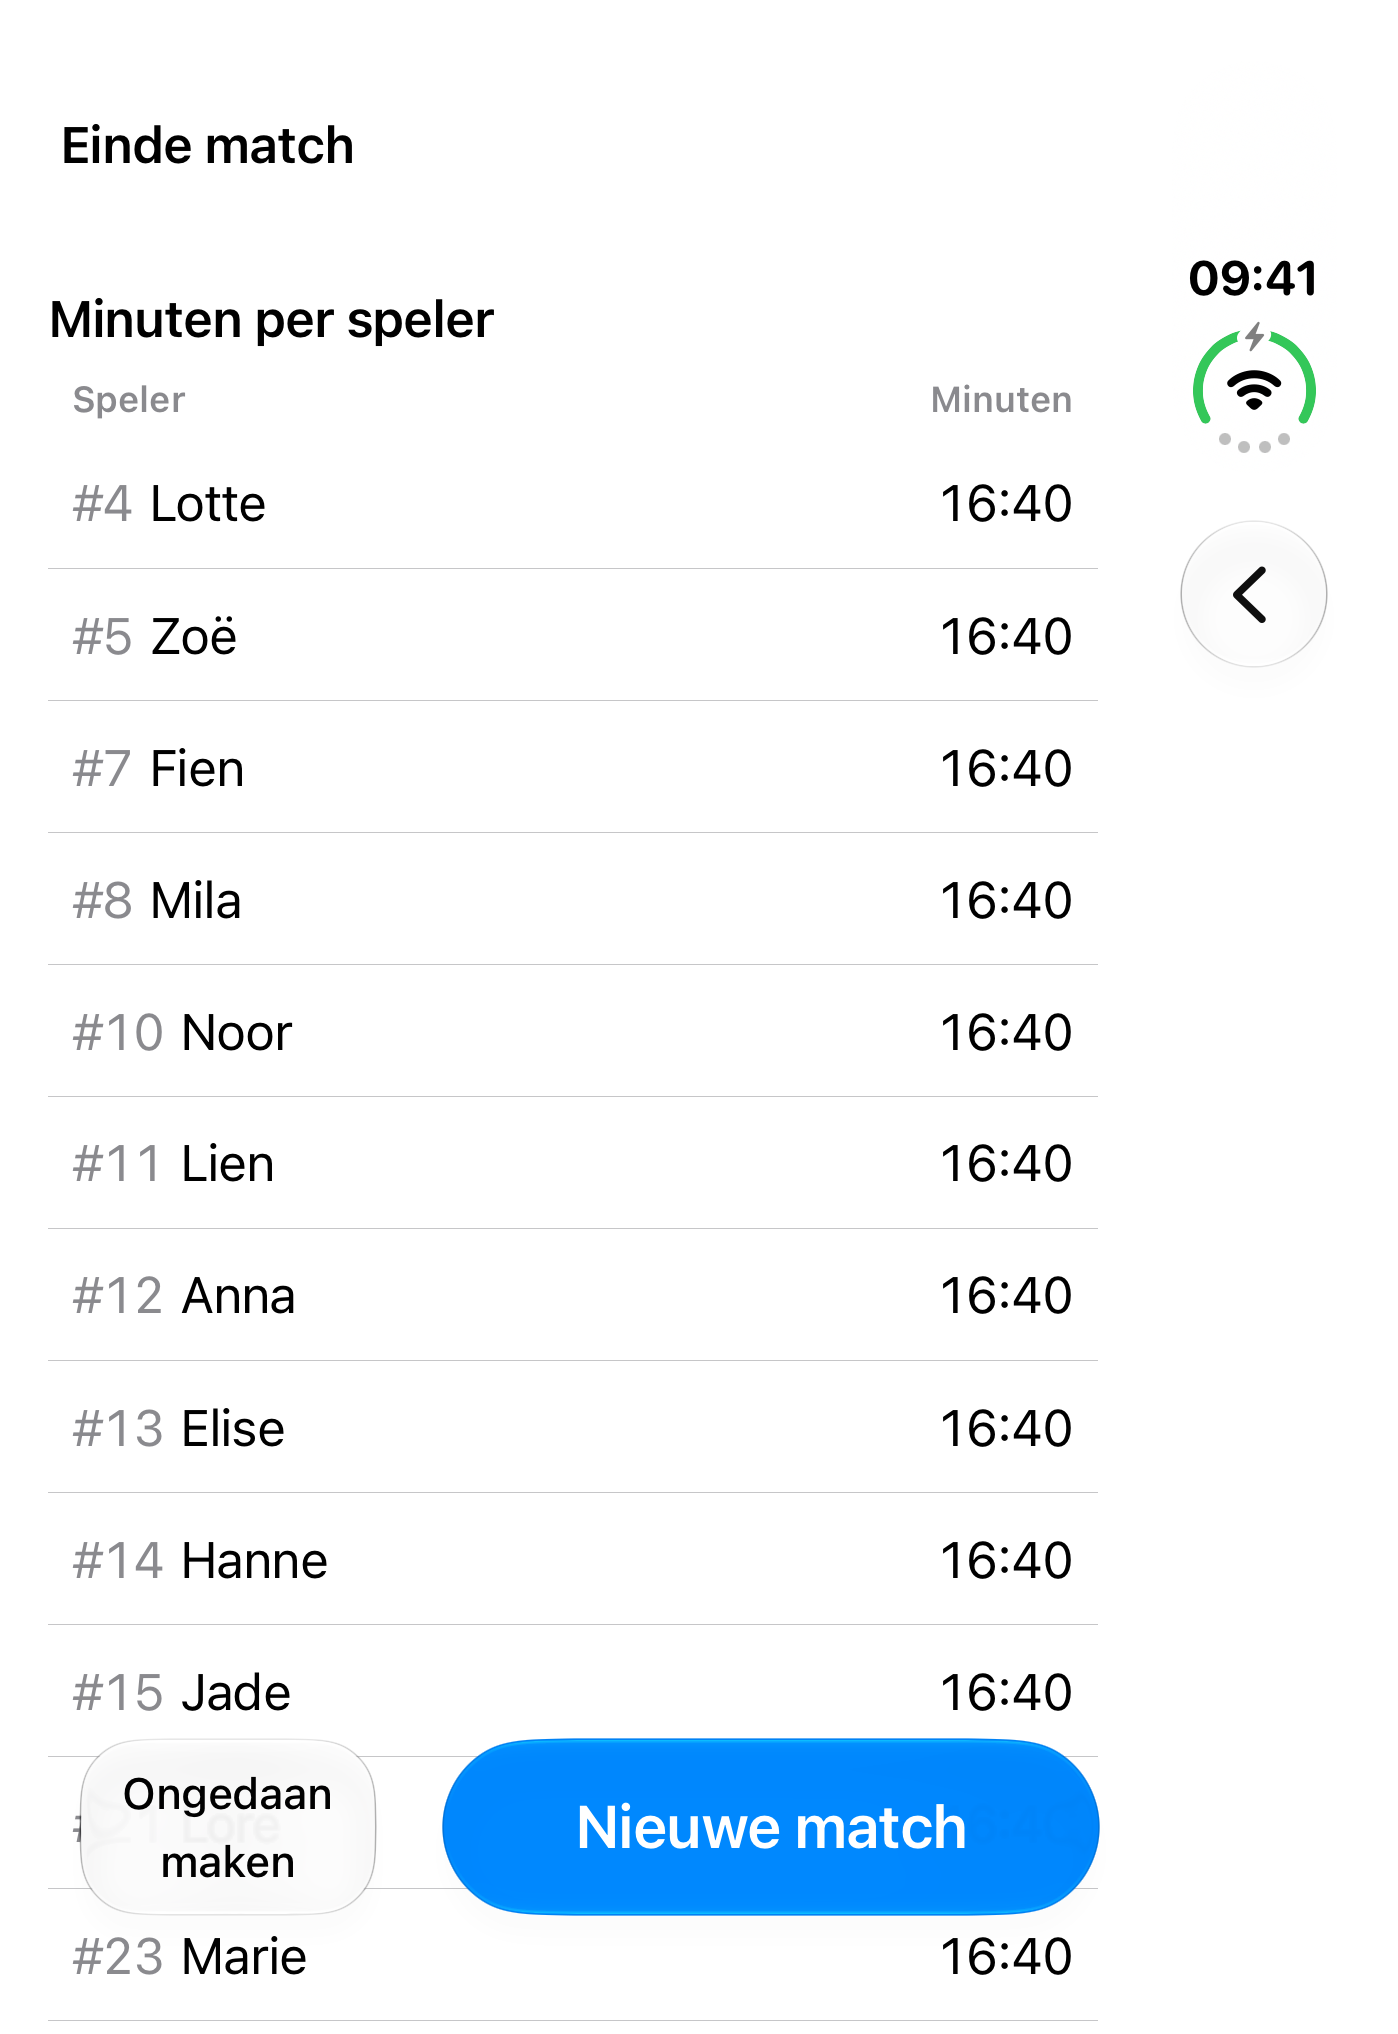 Einde match
09:41
Minuten per speler
Speler Minuten
#4 Lotte 16:40
#5 Zoë 16:40
#7 Fien 16:40
#8 Mila 16:40
#10 Noor 16:40
#11 Lien 16:40
#12 Anna 16:40
#13 Elise 16:40
#14 Hanne 16:40
#15 Jade 16:40
Ongedaan
maken
Nieuwe match
#23 Marie 16:40